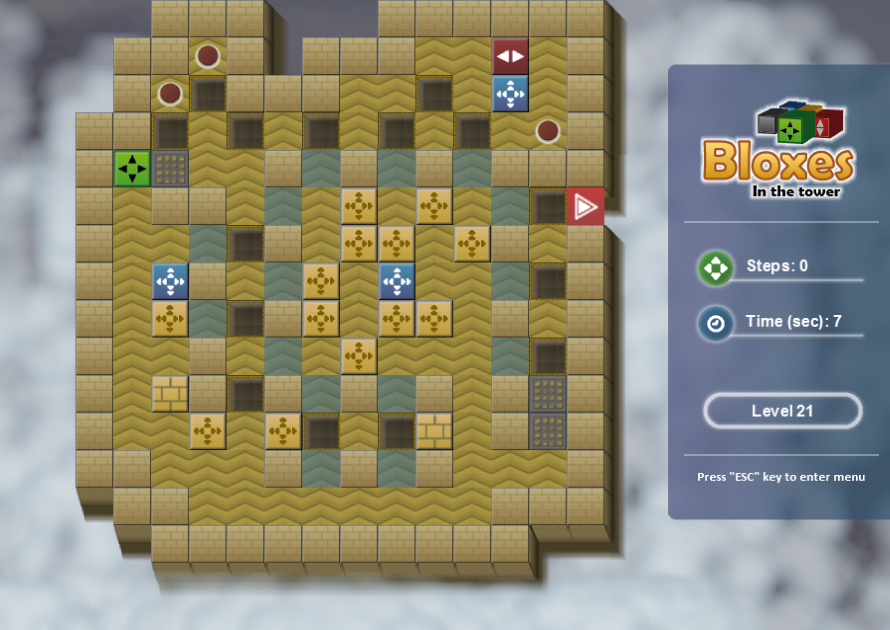 Bloxes
In the tower
Steps: 0
Time (sec): 7
Level 21
Press "ESC" key to enter menu